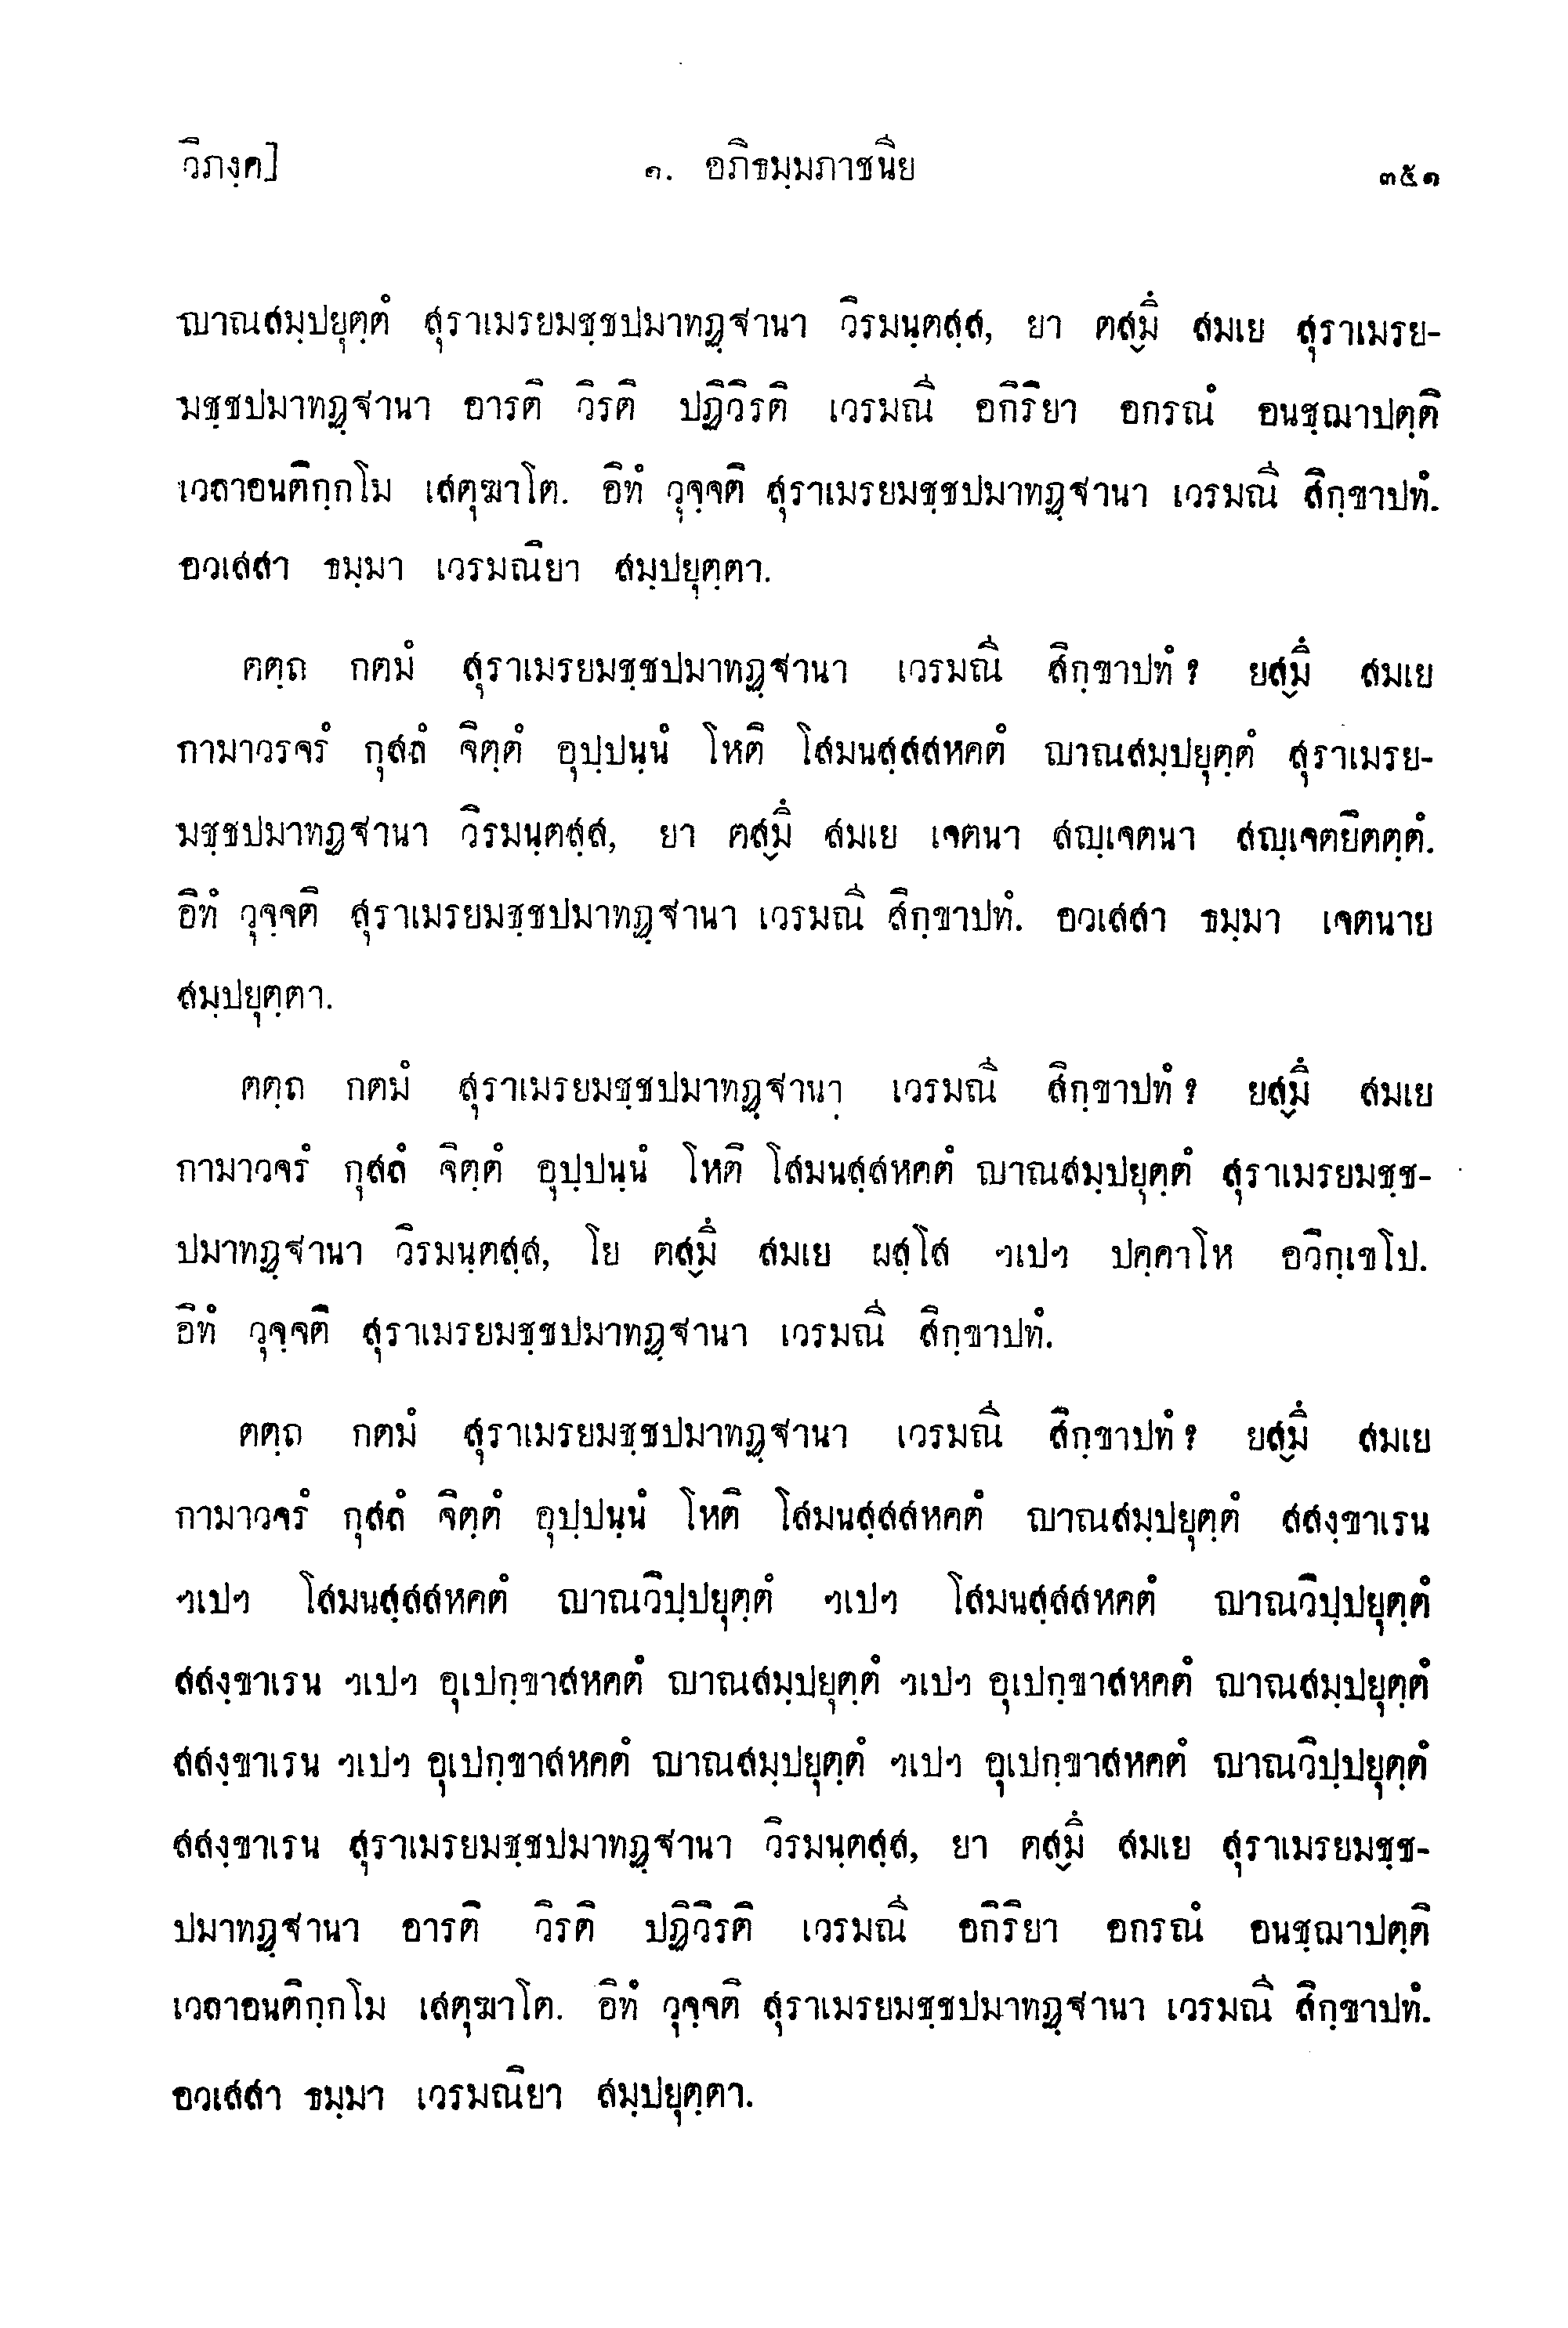 วิภงฺค]	๑. อภิธมฺมภาชนีย	๓๕๑
ญาณสมฺปยุตฺตํ สุราเมรยมชฺชปมาทฏฺฐานา วิรมนฺตสฺส, ยา ตสฺมึ สมเย สุราเมรย-
มชฺชปมาทฏฺฐานา อารติ วิรติ ปฏิวิรติ เวรมณี อกิริยา อกรณํ อนชฺฌาปตฺติ
เวลาอนติกฺกโม เสตุฆาโต. อิทํ วุจฺจติ สุราเมรยมชฺชปมาทฏฺฐานา เวรมณี สิกฺขาปทํ.
อวเสสา ธมฺมา เวรมณิยา สมฺปยุตฺตา.
ตตฺถ กตมํ สุราเมรยมชฺชปมาทฏฺฐานา เวรมณี สิกฺขาปทํ ? ยสฺมึ สมเย
กามาวรจรํ กุสลํ จิตฺตํ อุปฺปนฺนํ โหติ โสมนสฺสสหคตํ ญาณสมฺปยุตฺตํ สุราเมรย-
มชฺชปมาทฏฺฐานา วิรมนฺตสฺส, ยา ตสฺมึ สมเย เจตนา สญฺเจตนา สญฺเจตยิตตฺตํ.
อิทํ วุจฺจติ สุราเมรยมชฺชปมาทฏฺฐานา เวรมณี สิกฺขาปทํ. อวเสสา ธมฺมา เจตนาย
สมฺปยุตฺตา.
ตตฺถ กตมํ สุราเมรยมชฺชปมาทฏฺฐานา เวรมณี สิกฺขาปทํ ? ยสฺมึ สมเย
กามาวจรํ กุสลํ จิตฺตํ อุปฺปนฺนํ โหติ โสมนสฺสหคตํ ญาณสมฺปยุตฺตํ สุราเมรยมชฺช-
ปมาทฏฺฐานา วิรมนฺตสฺส, โย ตสฺมึ สมเย ผสฺโส ฯเปฯ ปคฺคาโห อวิกฺเขโป.
อิทํ วุจฺจติ สุราเมรยมชฺชปมาทฏฺฐานา เวรมณี สิกฺขาปทํ.
ตตฺถ กตมํ สุราเมรยมชฺชปมาทฏฺฐานา เวรมณี สิกฺขาปทํ ? ยสฺมึ สมเย
กามาวจรํ กุสลํ จิตฺตํ อุปฺปนฺนํ โหติ โสมนสฺสสหคตํ ญาณสมฺปยุตฺตํ สสงฺขาเรน
ฯเปฯ โสมนสฺสสหคตํ ญาณวิปฺปยุตฺตํ ฯเปฯ โสมนสฺสสหคตํ ญาณวิปฺปยุตฺตํ
สสงฺขาเรน ฯเปฯ อุเปกฺขาสหคตํ ญาณสมฺปยุตฺตํ ฯเปฯ อุเปกฺขาสหคตํ ญาณสมฺปยุตฺตํ
สสงฺขาเรน ฯเปฯ อุเปกฺขาสหคตํ ญาณสมฺปยุตฺตํ ฯเปฯ อุเปกฺขาสหคตํ ญาณวิปฺปยุตฺตํ
สสงฺขาเรน สุราเมรยมชฺชปมาทฏฺฐานา วิรมนฺตสฺส, ยา ตสฺมึ สมเย สุราเมรยมชฺช-
ปมาทฏฺฐานา อารติ วิรติ ปฏิวิรติ เวรมณี อกิริยา อกรณํ อนชฺฌาปตฺติ
เวลาอนติกฺกโม เสตุฆาโต. อิทํ วุจฺจติ สุราเมรยมชฺชปมาทฏฺฐานา เวรมณี สิกฺขาปทํ.
อวเสสา ธมฺมา เวรมณิยา สมฺปยุตฺตา.